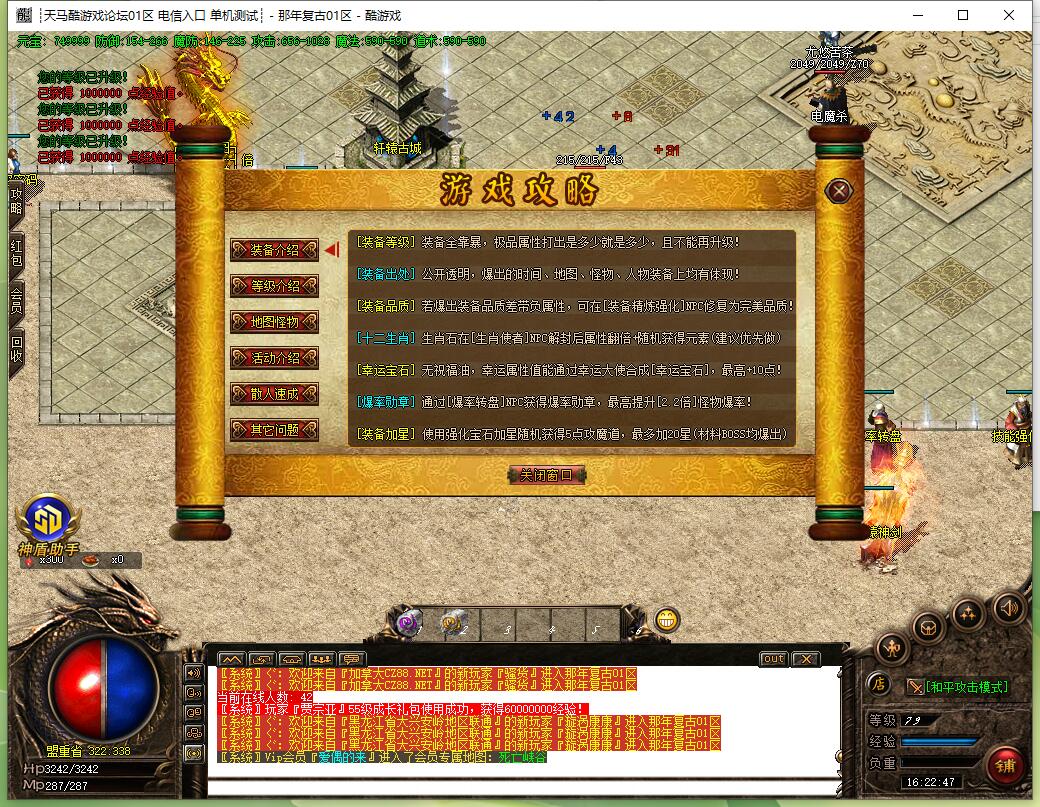 天马酷游戏论坛01区 电信入口 单机测试 - 那年复古01区 - 酷游戏
元宝: 749999 防御:154-266 魔防:146-225 攻击:656-1028 魔法:590-590 道术:590-590
您的等级已升级!
已获得 1000000 点经验值
您的等级已升级!
已获得 1000000 点经验值
您的等级已升级!
已获得 1000000 点经验值
2049/2049/Z70
电魔杀
轩辕古城
+42
+8
+4
+31
倍
游戏攻略
攻略
红包
会员
回收
装备介绍
等级介绍
地图怪物
活动介绍
散人速成
其它问题
[装备等级] 装备全靠暴，极品属性打出是多少就是多少，且不能再升级!
[装备出处] 公开透明，爆出的时间、地图、怪物、人物装备上均有体现!
[装备品质] 若爆出装备品质差带负属性，可在[装备精炼强化]NPC修复为完美品质!
[十二生肖] 生肖石在[生肖使者]NPC解封后属性翻倍+随机获得元素(建议优先做)
[幸运宝石] 无祝福油，幸运属性值能通过幸运大使合成[幸运宝石]，最高+10点!
[爆率勋章] 通过[爆率转盘]NPC获得爆率勋章，最高提升[2.2倍]怪物爆率!
[装备加星] 使用强化宝石加星随机获得5点攻魔道，最多加20星(材料BOSS均爆出)
关闭窗口
率转盘
技能强化
神盾助手
x300
x0
1 2 3 4 5 6
out
〖系统〗<: 欢迎来自『加拿大CZ88.NET』的新玩家『骚货』进入那年复古01区
〖系统〗<: 欢迎来自『加拿大CZ88.NET』的新玩家『骚货』进入那年复古01区
当前在线人数: 42
〖系统〗玩家『贾宗亚』55级成长礼包使用成功，获得60000000经验!
〖系统〗<: 欢迎来自『黑龙江省大兴安岭地区联通』的新玩家『漩涡康康』进入那年复古01区
〖系统〗<: 欢迎来自『黑龙江省大兴安岭地区联通』的新玩家『漩涡康康』进入那年复古01区
〖系统〗<: 欢迎来自『黑龙江省大兴安岭地区联通』的新玩家『漩涡康康』进入那年复古01区
〖系统〗Vip会员『爱偶的来』进入了会员专属地图: 死亡峡谷
店
[和平攻击模式]
等级 79
经验
负重
铺
16:22:47
盟重省 322.338
Hp3242/3242
Mp287/287